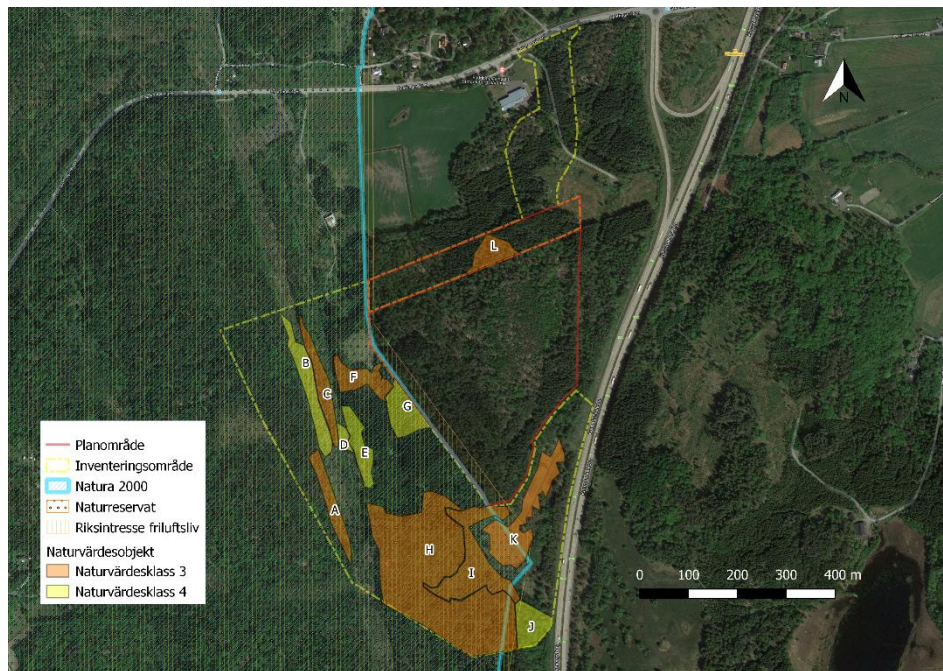 N
L
B
F
C
G
D
E
A
H
K
I
J
Planområde
Inventeringsområde
Natura 2000
Naturreservat
Riksintresse friluftsliv
Naturvärdesobjekt
Naturvärdesklass 3
Naturvärdesklass 4
0 100 200 300 400 m